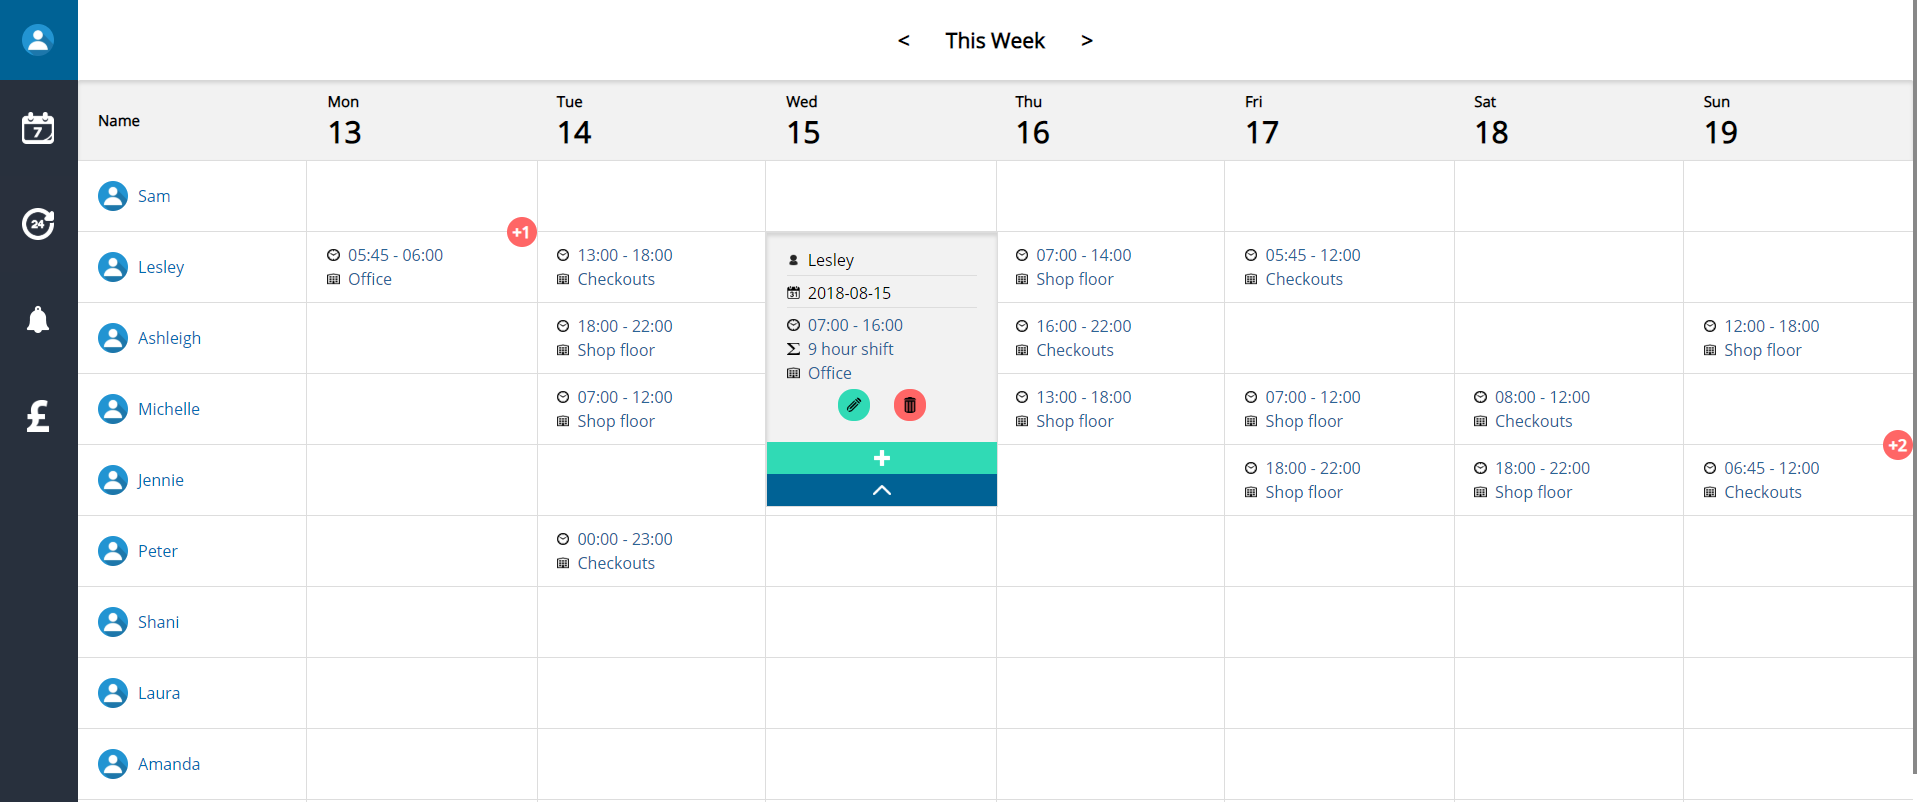 < This Week >
Name
Mon
13
Tue
14
Wed
15
Thu
16
Fri
17
Sat
18
Sun
19
7
24
£
Sam
Lesley
+1
05:45 - 06:00
Office
13:00 - 18:00
Checkouts
Lesley
31 2018-08-15
07:00 - 16:00
Σ 9 hour shift
Office
07:00 - 14:00
Shop floor
05:45 - 12:00
Checkouts
Ashleigh
18:00 - 22:00
Shop floor
16:00 - 22:00
Checkouts
12:00 - 18:00
Shop floor
Michelle
07:00 - 12:00
Shop floor
13:00 - 18:00
Shop floor
07:00 - 12:00
Shop floor
08:00 - 12:00
Checkouts
Jennie
+
18:00 - 22:00
Shop floor
18:00 - 22:00
Shop floor
+2
06:45 - 12:00
Checkouts
Peter
00:00 - 23:00
Checkouts
Shani
Laura
Amanda